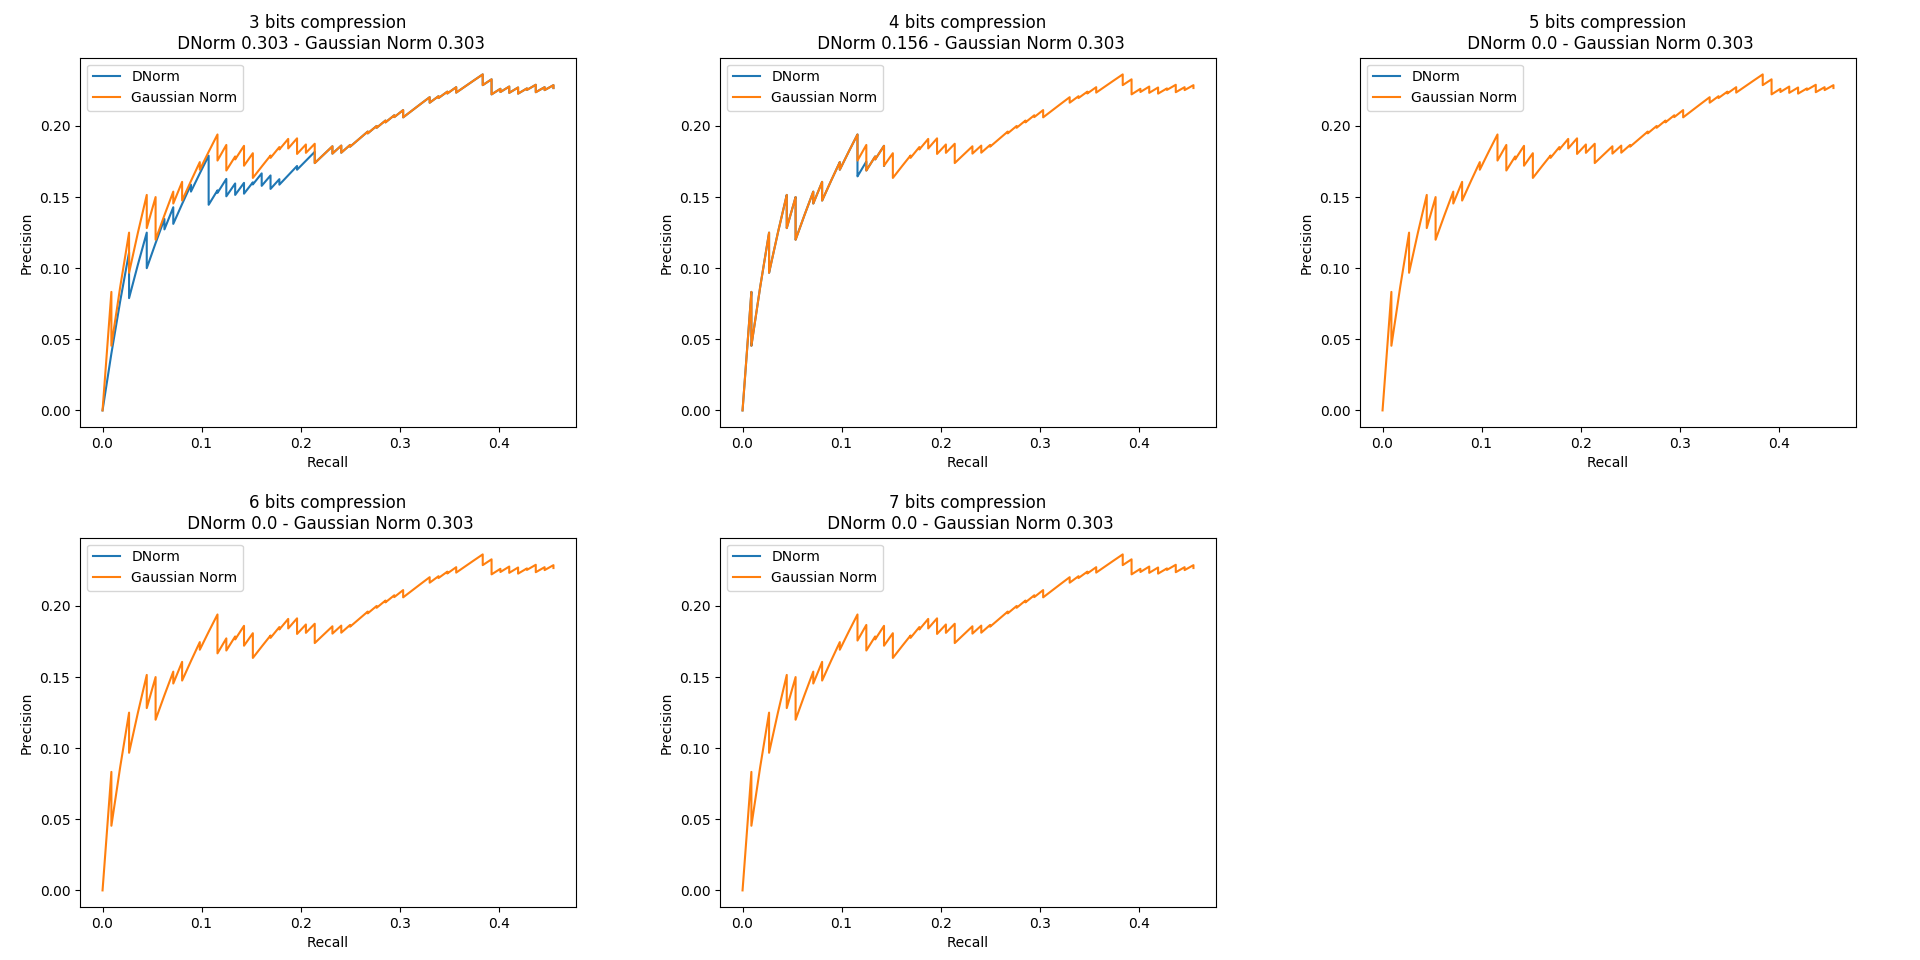 3 bits compression
DNorm 0.303 - Gaussian Norm 0.303
DNorm
Gaussian Norm
0.20
0.15
0.10
0.05
0.00
Precision
0.0 0.1 0.2 0.3 0.4
Recall
4 bits compression
DNorm 0.156 - Gaussian Norm 0.303
DNorm
Gaussian Norm
0.20
0.15
0.10
0.05
0.00
Precision
0.0 0.1 0.2 0.3 0.4
Recall
5 bits compression
DNorm 0.0 - Gaussian Norm 0.303
DNorm
Gaussian Norm
0.20
0.15
0.10
0.05
0.00
Precision
0.0 0.1 0.2 0.3 0.4
Recall
6 bits compression
DNorm 0.0 - Gaussian Norm 0.303
DNorm
Gaussian Norm
0.20
0.15
0.10
0.05
0.00
Precision
0.0 0.1 0.2 0.3 0.4
Recall
7 bits compression
DNorm 0.0 - Gaussian Norm 0.303
DNorm
Gaussian Norm
0.20
0.15
0.10
0.05
0.00
Precision
0.0 0.1 0.2 0.3 0.4
Recall